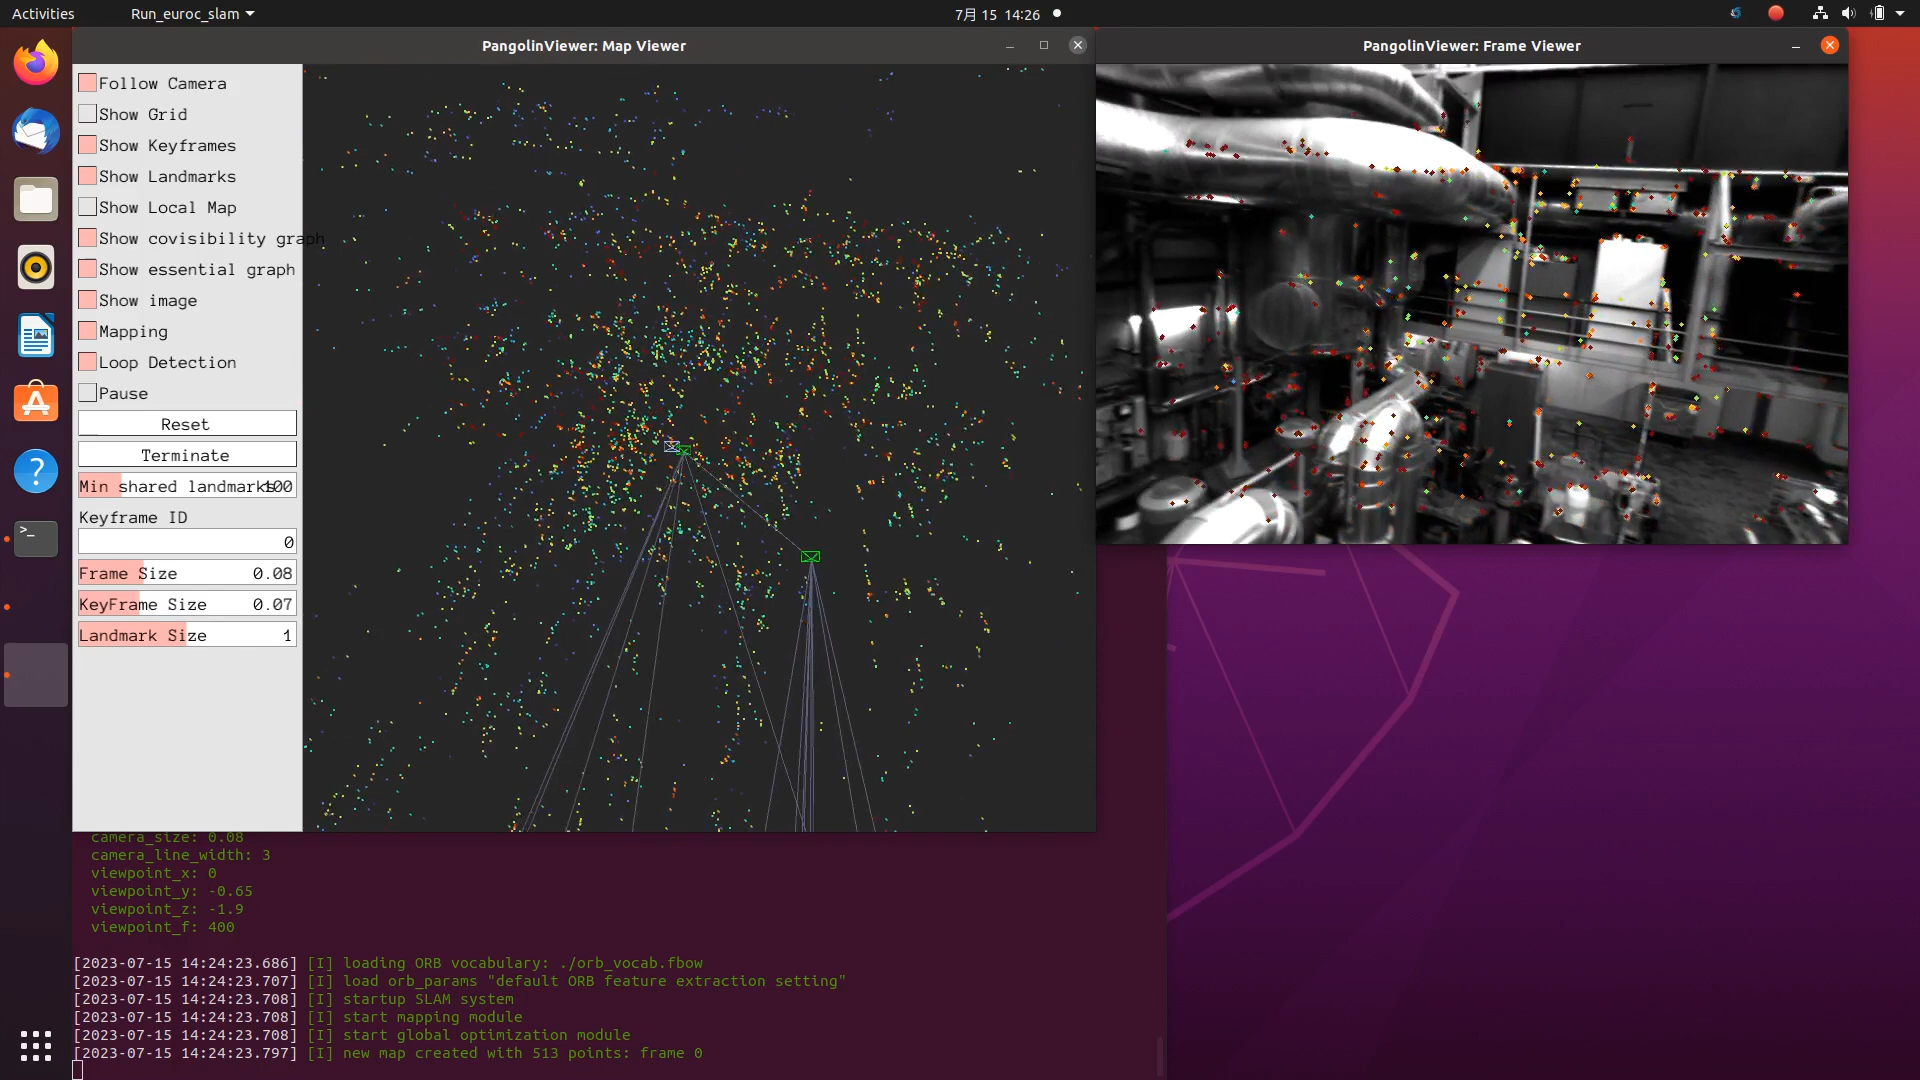 Activities
Run_euroc_slam
7月 15 14:26
PangolinViewer: Map Viewer
PangolinViewer: Frame Viewer
Follow Camera
Show Grid
Show Keyframes
Show Landmarks
Show Local Map
Show covisibility graph
Show essential graph
Show image
Mapping
Loop Detection
Pause
Reset
Terminate
Min shared landmarks 100
Keyframe ID
0
Frame Size 0.08
KeyFrame Size 0.07
Landmark Size 1
camera_size: 0.08
camera_line_width: 3
viewpoint_x: 0
viewpoint_y: -0.65
viewpoint_z: -1.9
viewpoint_f: 400
[2023-07-15 14:24:23.686] [I] loading ORB vocabulary: ./orb_vocab.fbow
[2023-07-15 14:24:23.707] [I] load orb_params "default ORB feature extraction setting"
[2023-07-15 14:24:23.708] [I] startup SLAM system
[2023-07-15 14:24:23.708] [I] start mapping module
[2023-07-15 14:24:23.708] [I] start global optimization module
[2023-07-15 14:24:23.797] [I] new map created with 513 points: frame 0